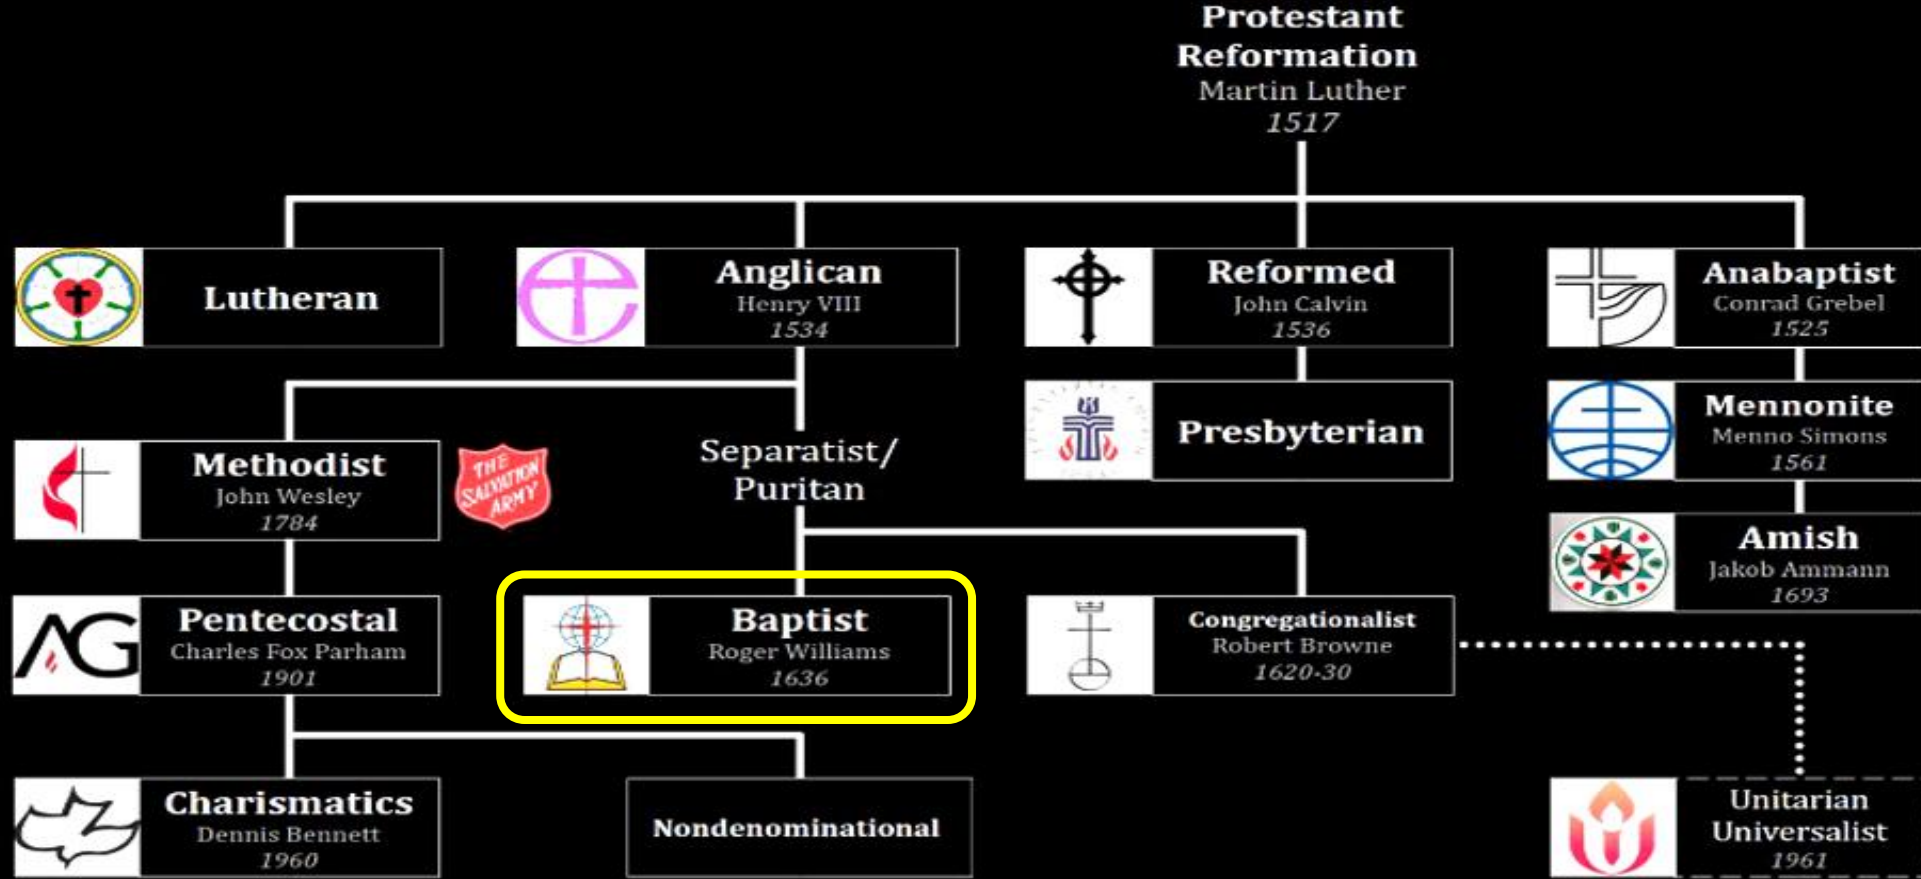 Protestant
Reformation
Martin Luther
1517
Lutheran
Anglican
Henry VIII
1534
Reformed
John Calvin
1536
Anabaptist
Conrad Grebel
1525
Presbyterian
Mennonite
Menno Simons
1561
Methodist
John Wesley
1784
THE
SALVATION
ARMY
Separatist/
Puritan
Amish
Jakob Ammann
1693
AG
Pentecostal
Charles Fox Parham
1901
Baptist
Roger Williams
1636
Congregationalist
Robert Browne
1620-30
Charismatics
Dennis Bennett
1960
Nondenominational
Unitarian
Universalist
1961